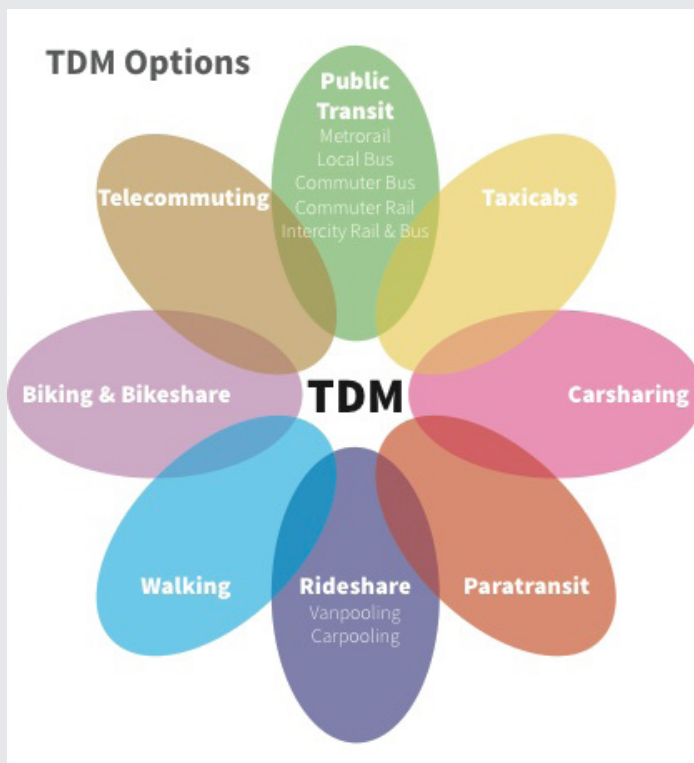 TDM Options
Public
Transit
Metrorail
Local Bus
Commuter Bus
Commuter Rail
Intercity Rail & Bus
Telecommuting
Taxicabs
Biking & Bikeshare
TDM
Carsharing
Walking
Rideshare
Vanpooling
Carpooling
Paratransit